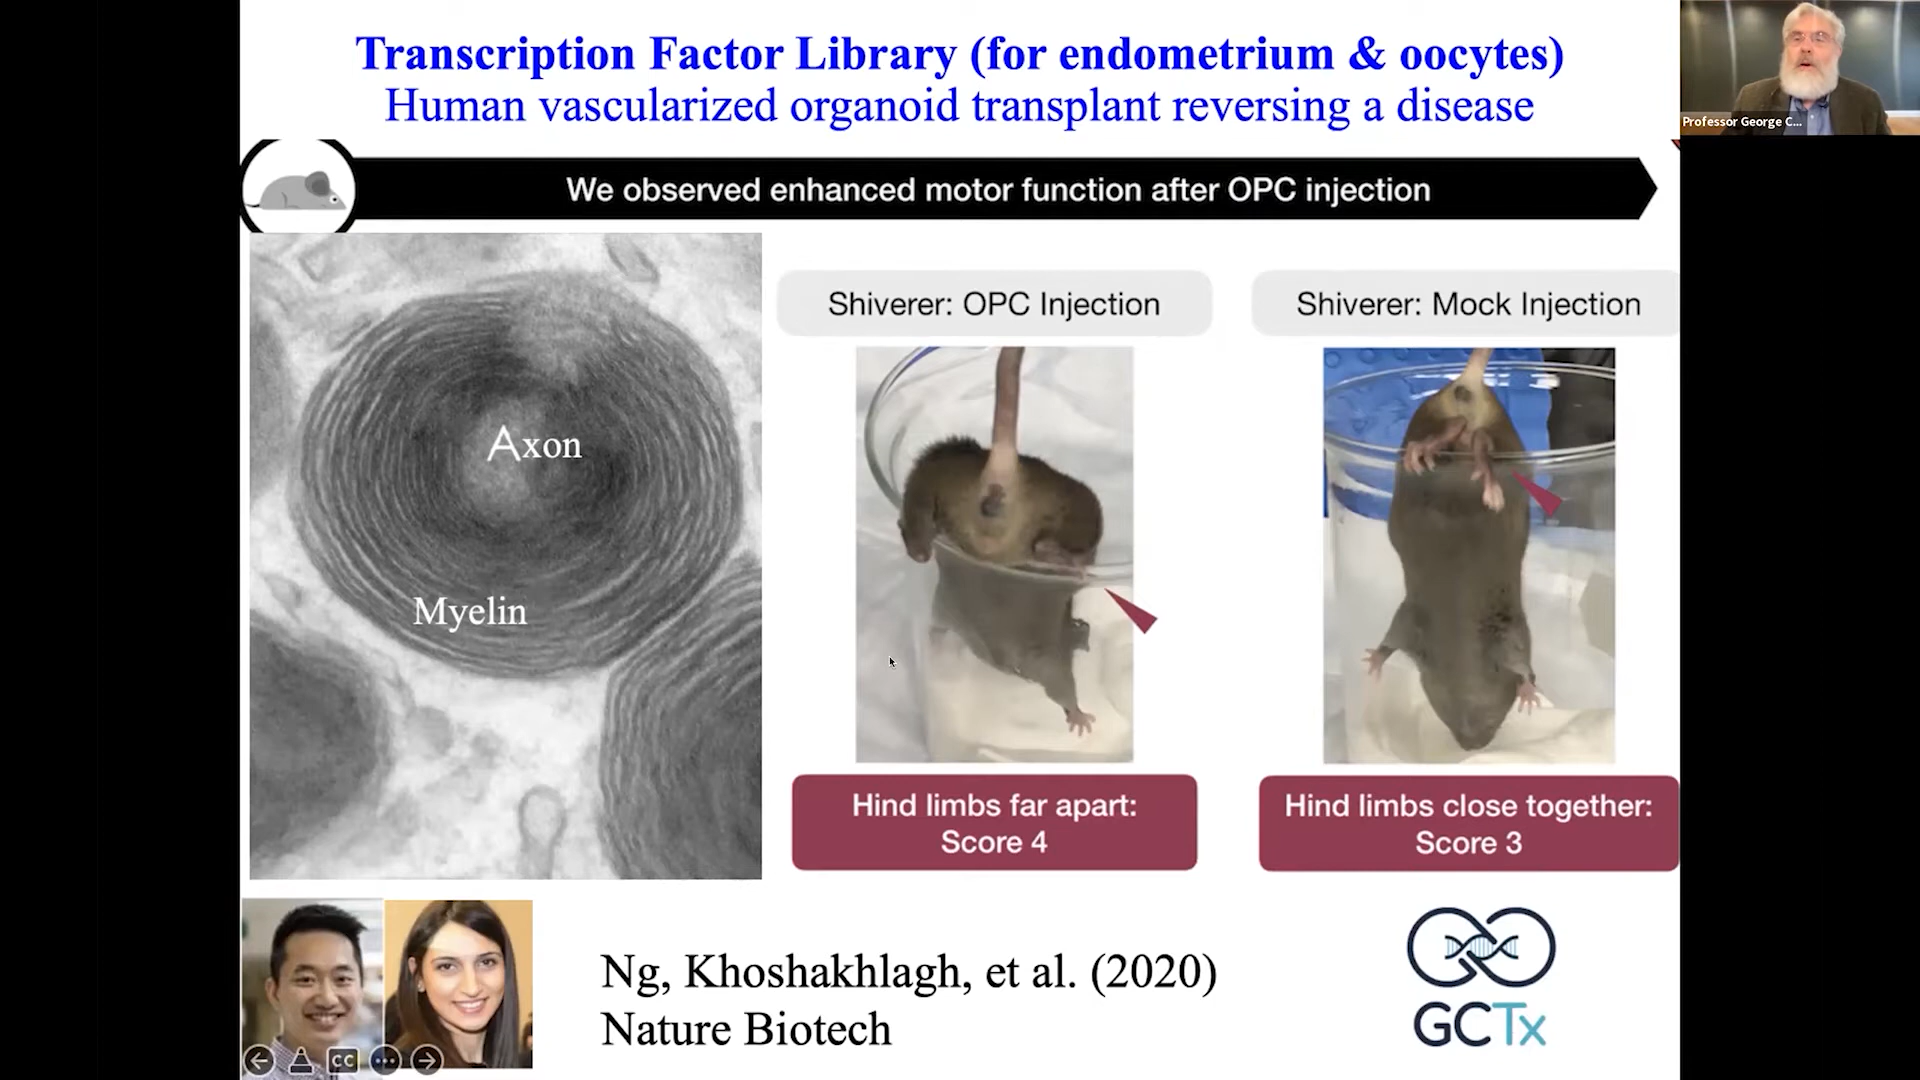 Transcription Factor Library (for endometrium & oocytes)
Human vascularized organoid transplant reversing a disease
Professor George C...
We observed enhanced motor function after OPC injection
Shiverer: OPC Injection
Shiverer: Mock Injection
Axon
Myelin
Hind limbs far apart:
Score 4
Hind limbs close together:
Score 3
Ng, Khoshakhlagh, et al. (2020)
Nature Biotech
GCTx
CC